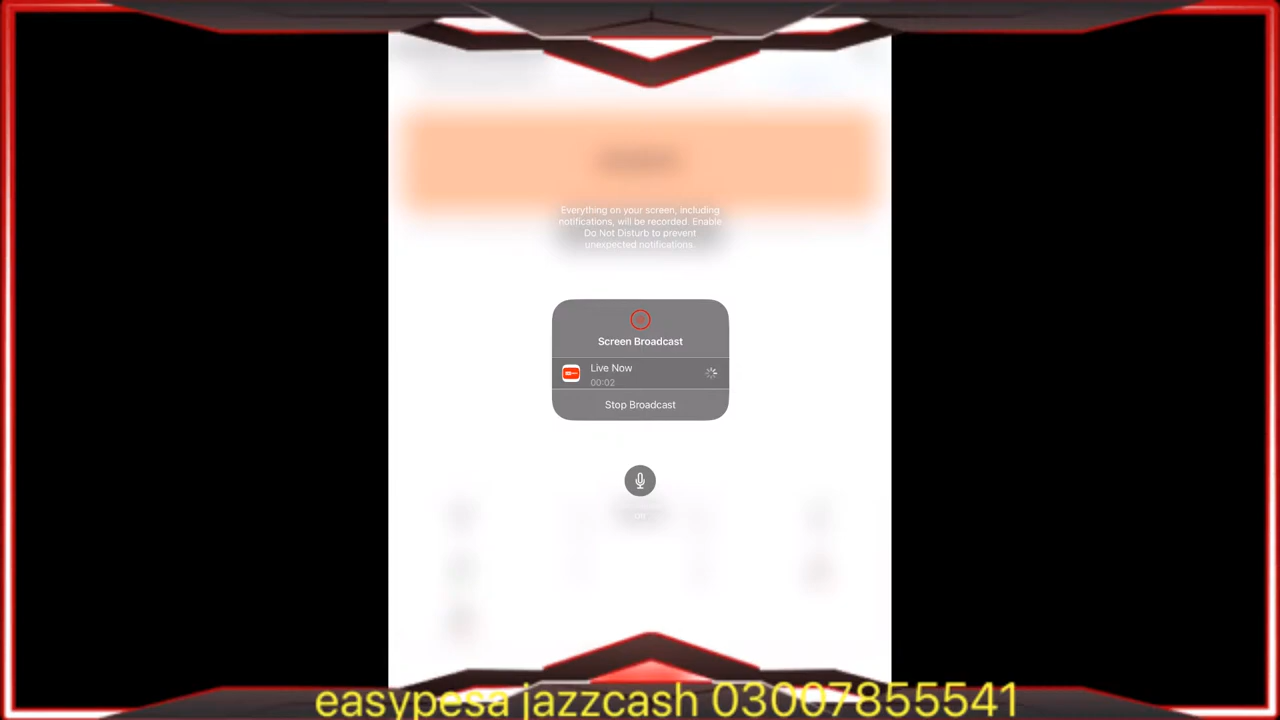 Everything on your screen, including
notifications, will be recorded. Enable
Do Not Disturb to prevent
unexpected notifications.
Screen Broadcast
Live Now
00:02
Stop Broadcast
easypesa jazzcash 03007855541